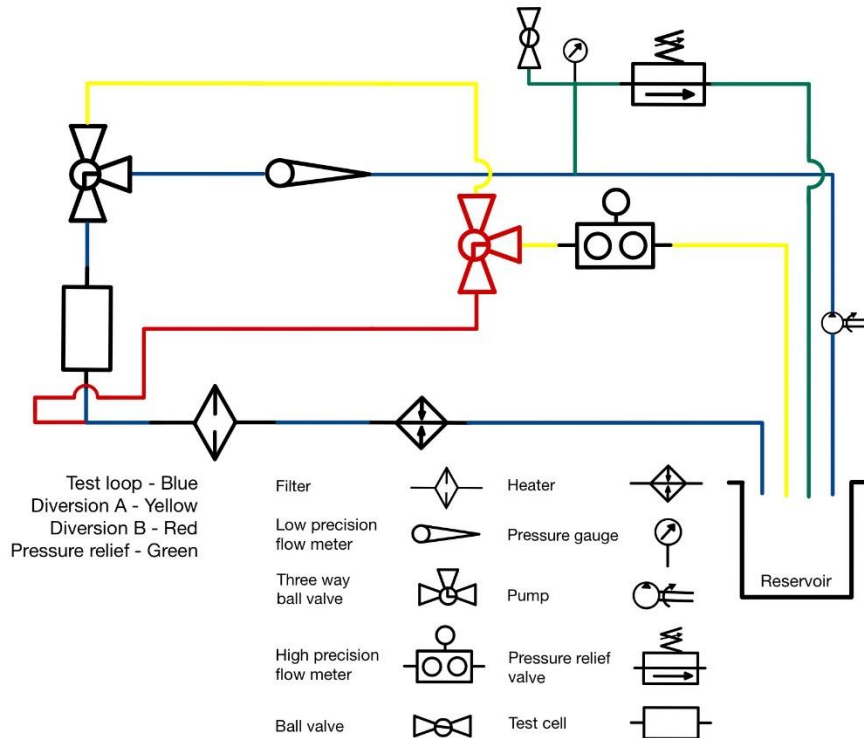 Reservoir
Test loop - Blue
Diversion A - Yellow
Diversion B - Red
Pressure relief - Green
Filter
Heater
Low precision
flow meter
Pressure gauge
Three way
ball valve
Pump
High precision
flow meter
Pressure relief
valve
Ball valve
Test cell